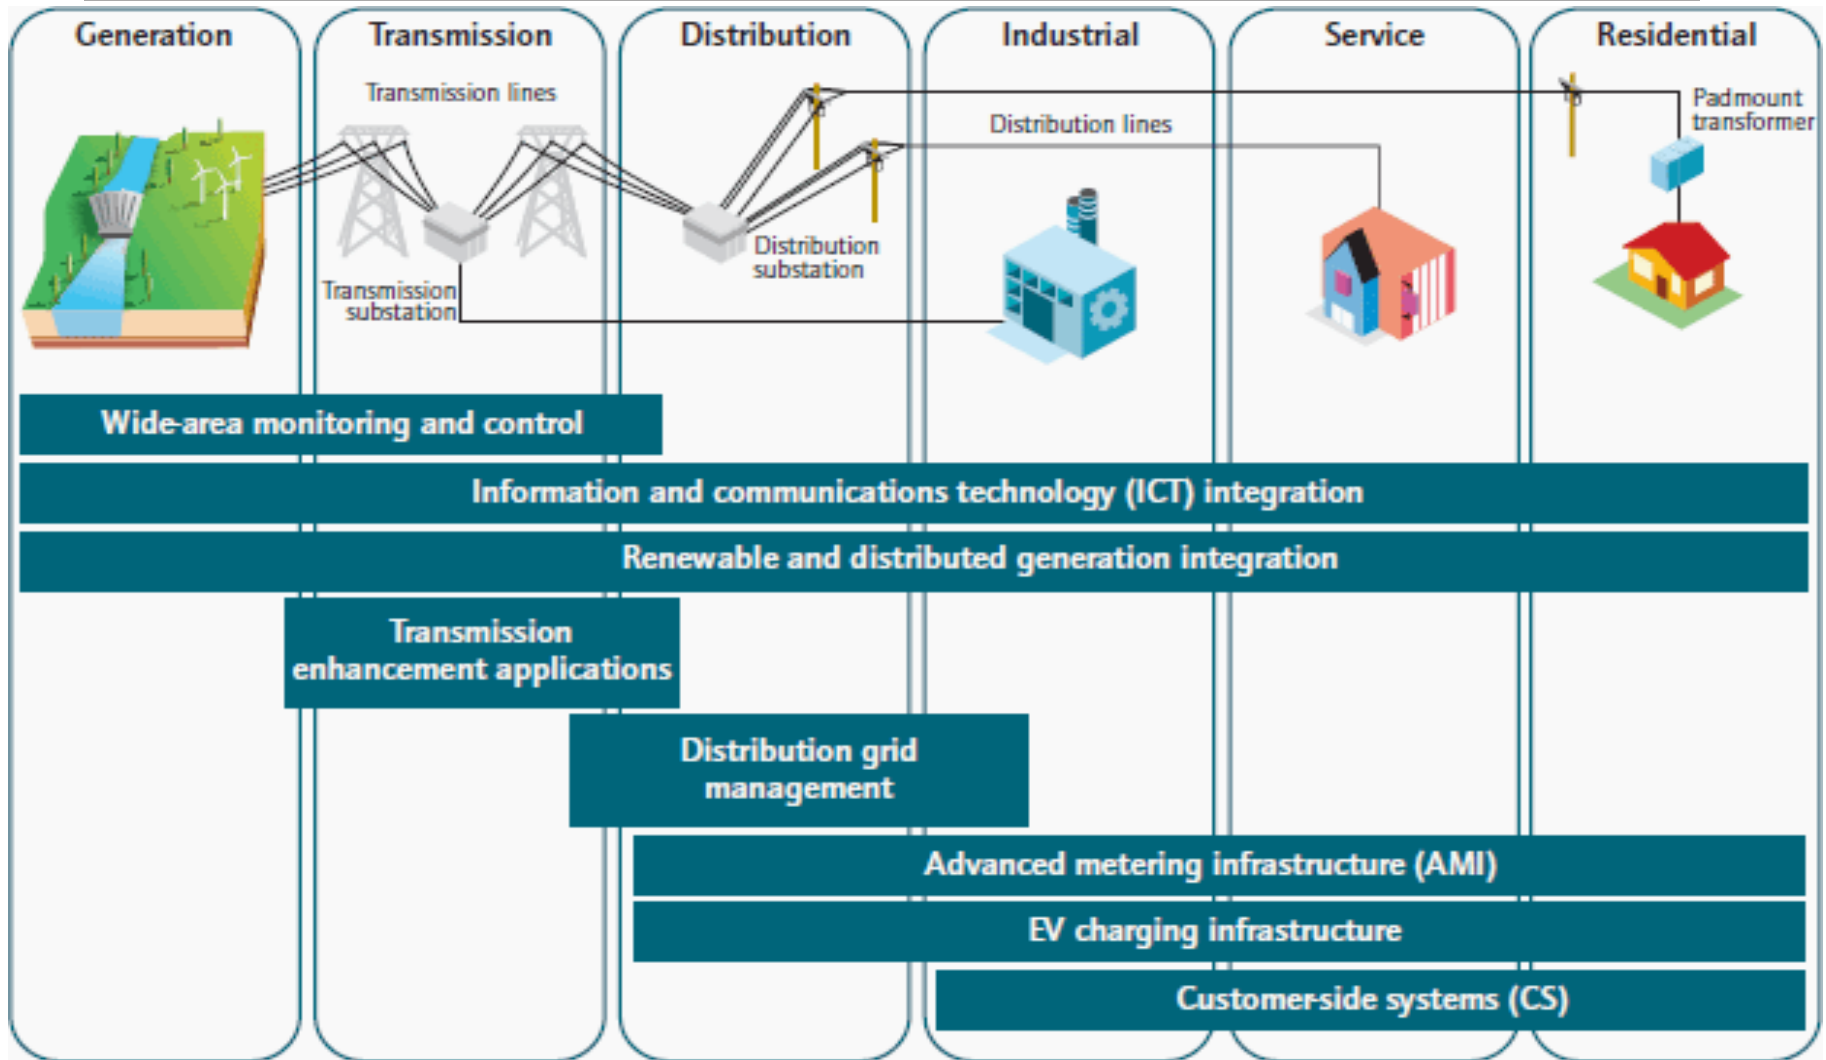 Generation
Transmission
Distribution
Industrial
Service
Residential
Transmission lines
Distribution lines
Padmount
transformer
Distribution
substation
Transmission
substation
Wide-area monitoring and control
Information and communications technology (ICT) integration
Renewable and distributed generation integration
Transmission
enhancement applications
Distribution grid
management
Advanced metering infrastructure (AMI)
EV charging infrastructure
Customer-side systems (CS)